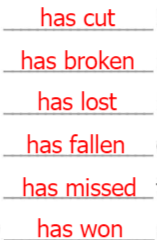 has cut
has broken
has lost
has fallen
has missed
has won